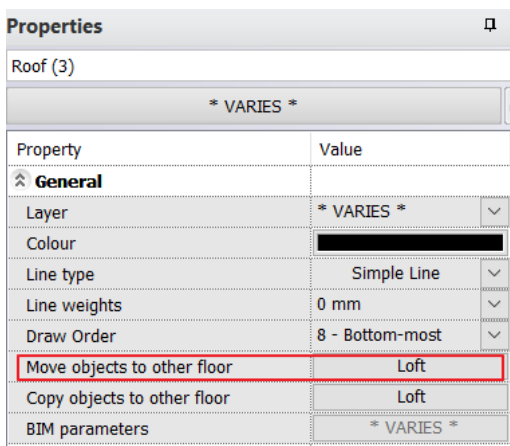 Properties
Roof (3)
* VARIES *
Property Value
General
Layer * VARIES *
Colour
Line type Simple Line
Line weights 0 mm
Draw Order 8 - Bottom-most
Move objects to other floor Loft
Copy objects to other floor Loft
BIM parameters * VARIES *